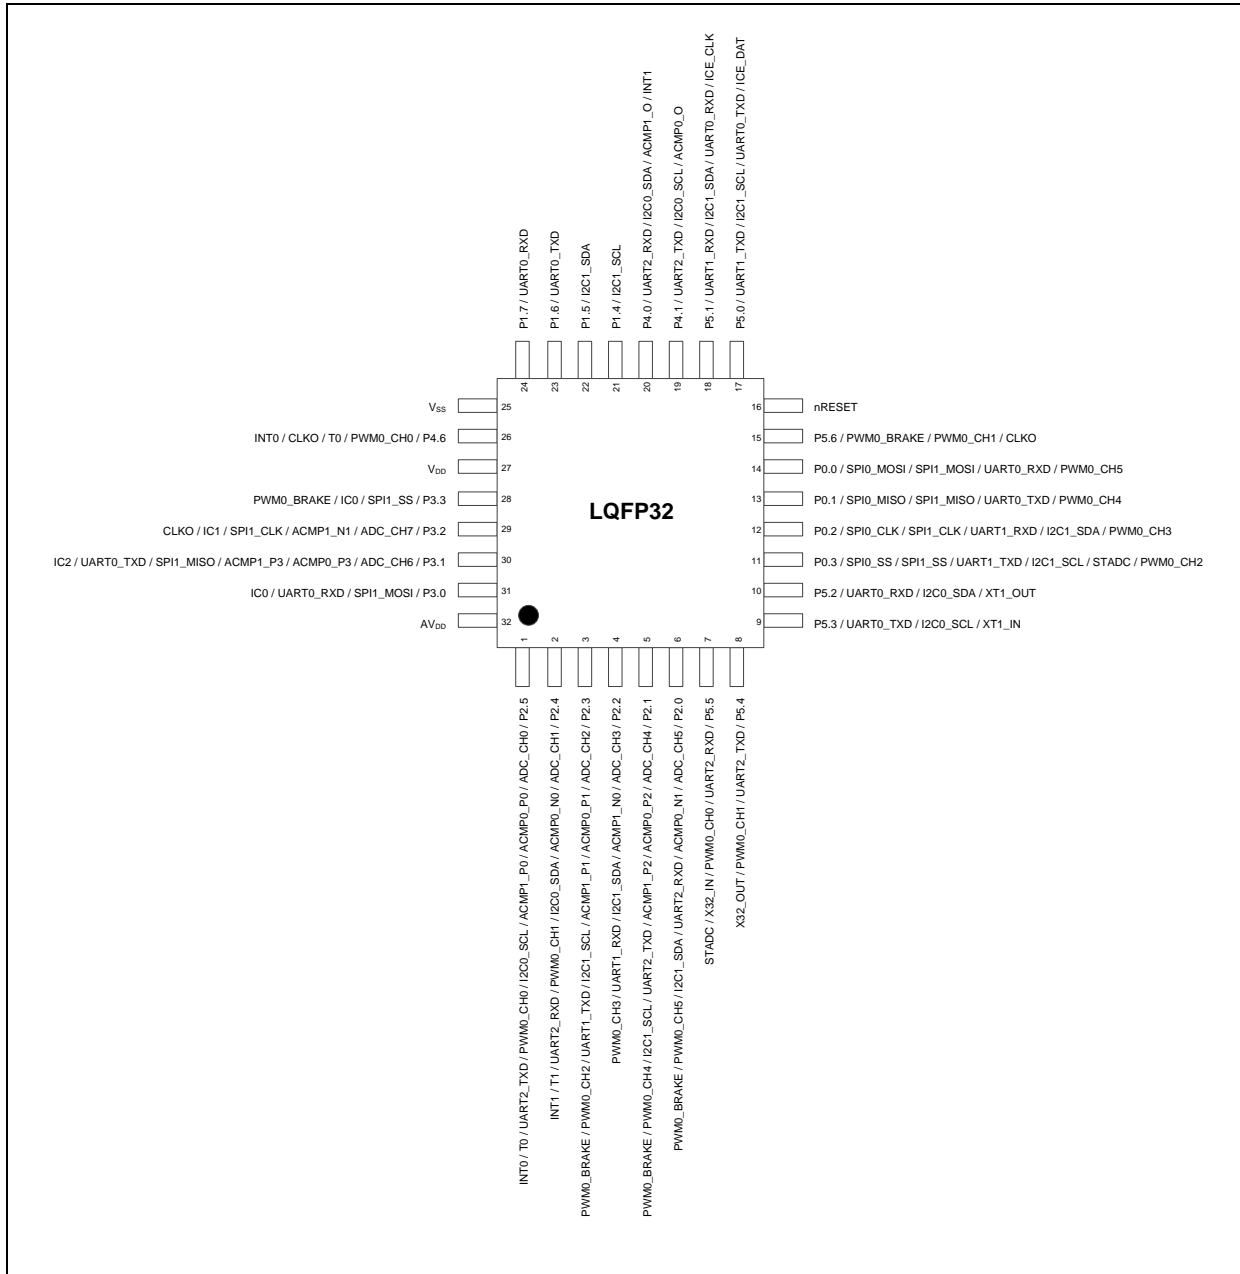 P1.7 / UART0_RXD
P1.6 / UART0_TXD
P1.5 / I2C1_SDA
P1.4 / I2C1_SCL
P4.0 / UART2_RXD / I2C0_SDA / ACMP1_O / INT1
P4.1 / UART2_TXD / I2C0_SCL / ACMP0_O
P5.1 / UART1_RXD / I2C1_SDA / UART0_RXD / ICE_CLK
P5.0 / UART1_TXD / I2C1_SCL / UART0_TXD / ICE_DAT
24
23
22
21
20
19
18
17
VSS
25
16
nRESET
INT0 / CLKO / T0 / PWM0_CH0 / P4.6
26
15
P5.6 / PWM0_BRAKE / PWM0_CH1 / CLKO
VDD
27
14
P0.0 / SPI0_MOSI / SPI1_MOSI / UART0_RXD / PWM0_CH5
PWM0_BRAKE / IC0 / SPI1_SS / P3.3
28
13
P0.1 / SPI0_MISO / SPI1_MISO / UART0_TXD / PWM0_CH4
LQFP32
CLKO / IC1 / SPI1_CLK / ACMP1_N1 / ADC_CH7 / P3.2
29
12
P0.2 / SPI0_CLK / SPI1_CLK / UART1_RXD / I2C1_SDA / PWM0_CH3
IC2 / UART0_TXD / SPI1_MISO / ACMP1_P3 / ACMP0_P3 / ADC_CH6 / P3.1
30
11
P0.3 / SPI0_SS / SPI1_SS / UART1_TXD / I2C1_SCL / STADC / PWM0_CH2
IC0 / UART0_RXD / SPI1_MOSI / P3.0
31
10
P5.2 / UART0_RXD / I2C0_SDA / XT1_OUT
AVDD
32
9
P5.3 / UART0_TXD / I2C0_SCL / XT1_IN
1
2
3
4
5
6
7
8
INT0 / T0 / UART2_TXD / PWM0_CH0 / I2C0_SCL / ACMP1_P0 / ACMP0_P0 / ADC_CH0 / P2.5
INT1 / T1 / UART2_RXD / PWM0_CH1 / I2C0_SDA / ACMP0_N0 / ADC_CH1 / P2.4
PWM0_BRAKE / PWM0_CH2 / UART1_TXD / I2C1_SCL / ACMP1_P1 / ACMP0_P1 / ADC_CH2 / P2.3
PWM0_CH3 / UART1_RXD / I2C1_SDA / ACMP1_N0 / ADC_CH3 / P2.2
PWM0_BRAKE / PWM0_CH4 / I2C1_SCL / UART2_TXD / ACMP1_P2 / ACMP0_P2 / ADC_CH4 / P2.1
PWM0_BRAKE / PWM0_CH5 / I2C1_SDA / UART2_RXD / ACMP0_N1 / ADC_CH5 / P2.0
STADC / X32_IN / PWM0_CH0 / UART2_RXD / P5.5
X32_OUT / PWM0_CH1 / UART2_TXD / P5.4